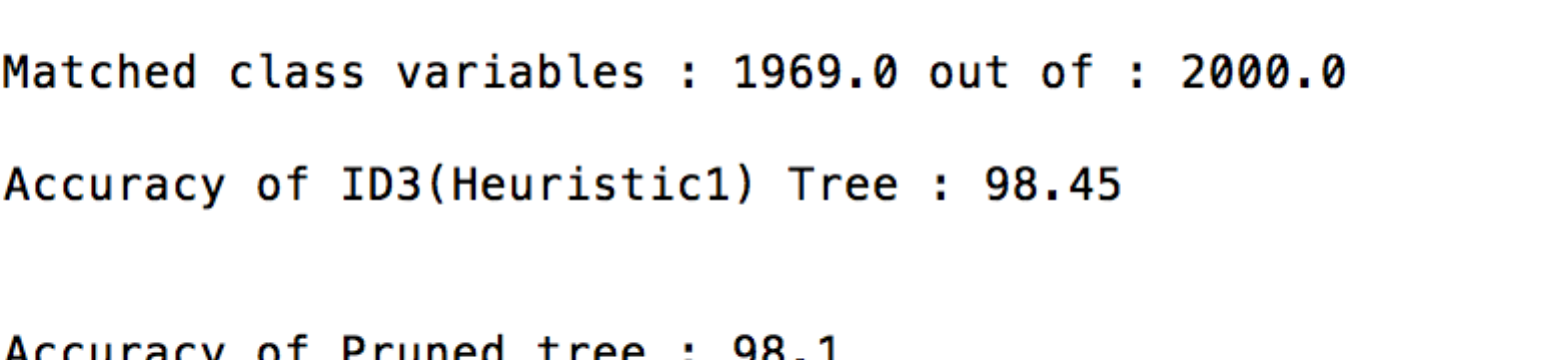 Matched class variables : 1969.0 out of : 2000.0
Accuracy of ID3(Heuristic1) Tree : 98.45
Accuracy of Pruned tree : 98.1